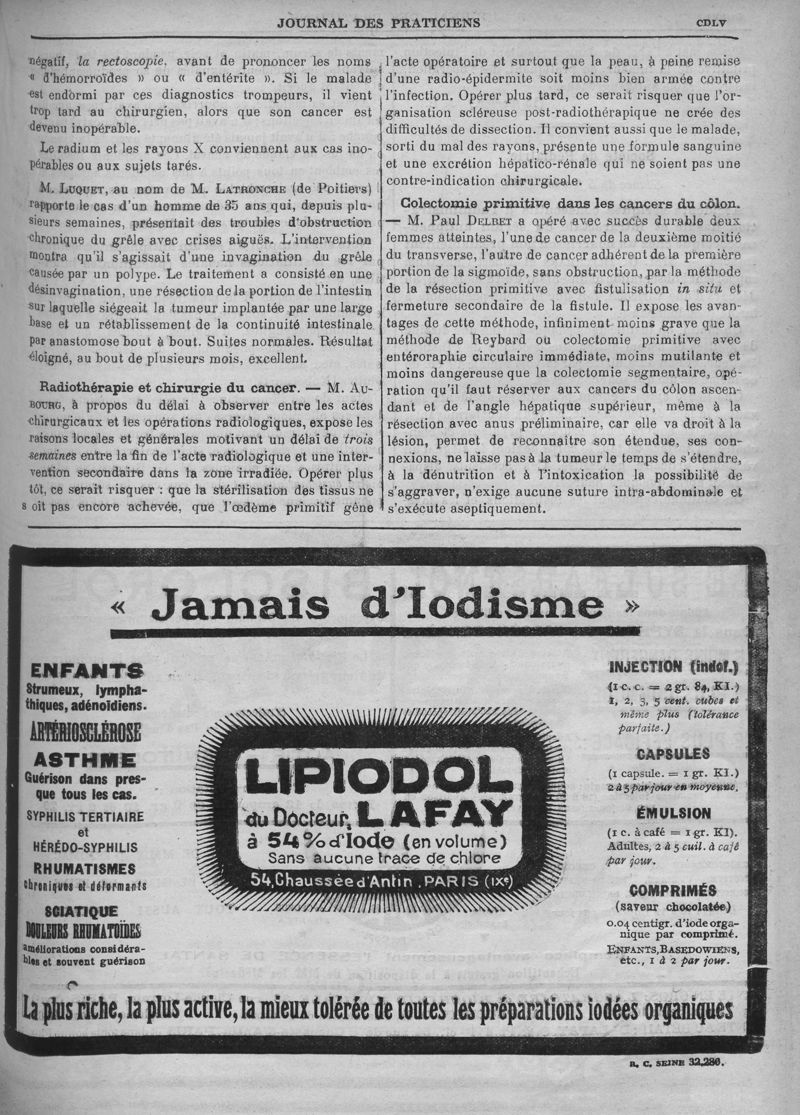 JOURNAL DES PRATICIENS
CDLV
négatif, la rectoscopie, avant de prononcer les noms
« d'hémorroïdes » ou « d'entérite ». Si le malade
est endormi par ces diagnostics trompeurs, il vient
trop tard au chirurgien, alors que son cancer est
devenu inopérable.
Le radium et les rayons X conviennent aux cas ino-
pérables ou aux sujets tarés.
M. LUQUET, au nom de M. LATRONCHE (de Poitiers)
rapporte le cas d'un homme de 35 ans qui, depuis plu-
sieurs semaines, présentait des troubles d'obstruction
chronique du grêle avec crises aiguës. L'intervention
montra qu'il s'agissait d'une invagination du grêle
causée par un polype. Le traitement a consisté en une
désinvagination, une résection de la portion de l'intestin
sur laquelle siégeait la tumeur implantée par une large
base et un rétablissement de la continuité intestinale
par anastomose bout à bout. Suites normales. Résultat
éloigné, au bout de plusieurs mois, excellent.
Radiothérapie et chirurgie du cancer. — M. AU-
BOURG, à propos du délai à observer entre les actes
chirurgicaux et les opérations radiologiques, expose les
raisons locales et générales motivant un délai de trois
semaines entre la fin de l'acte radiologique et une inter-
vention secondaire dans la zone irradiée. Opérer plus
tôt, ce serait risquer : que la stérilisation des tissus ne
s oit pas encore achevée, que l'œdème primitif gêne
l'acte opératoire et surtout que la peau, à peine remise
d'une radio-épidermite soit moins bien armée contre
l'infection. Opérer plus tard, ce serait risquer que l'or-
ganisation scléreuse post-radiothérapique ne crée des
difficultés de dissection. Il convient aussi que le malade,
sorti du mal des rayons, présente une formule sanguine
et une excrétion hépatico-rénale qui ne soient pas une
contre-indication chirurgicale.
Colectomie primitive dans les cancers du côlon.
— M. Paul DELBET a opéré avec succès durable deux
femmes atteintes, l'une de cancer de la deuxième moitié
du transverse, l'autre de cancer adhérent de la première
portion de la sigmoïde, sans obstruction, par la méthode
de la résection primitive avec fistulisation in situ et
fermeture secondaire de la fistule. Il expose les avan-
tages de cette méthode, infiniment moins grave que la
méthode de Reybard ou colectomie primitive avec
entéroraphie circulaire immédiate, moins mutilante et
moins dangereuse que la colectomie segmentaire, opé-
ration qu'il faut réserver aux cancers du côlon ascen-
dant et de l'angle hépatique supérieur, même à la
résection avec anus préliminaire, car elle va droit à la
lésion, permet de reconnaître son étendue, ses con-
nexions, ne laisse pas à la tumeur le temps de s'étendre,
à la dénutrition et à l'intoxication la possibilité de
s'aggraver, n'exige aucune suture intra-abdominale et
s'exécute aseptiquement.
« Jamais d'Iodisme »
ENFANTS
Strumeux, lympha-
thiques, adénoïdiens.
ARTÉRIOSCLÉROSE
ASTHME
Guérison dans pres-
que tous les cas.
SYPHILIS TERTIAIRE
et
HÉRÉDO-SYPHILIS
RHUMATISMES
chroniques et déformants
SCIATIQUE
DOULEURS RHUMATOÏDES
améliorations considéra-
bles et souvent guérison
LIPIODOL
du Docteur, LAFAY
à 54% d'Iode (en volume)
Sans aucune trace de chlore
54, Chaussée d'Antin, PARIS (IXe)
INJECTION (indol.)
(1 c. c. = 2 gr. 84, KI.)
1, 2, 3, 5 cent. cubes et
même plus (tolérance
parfaite.)
CAPSULES
(1 capsule. = 1 gr. KI.)
2 à 5 par jour en moyenne.
ÉMULSION
(1 c. à café = 1 gr. KI).
Adultes, 2 à 5 cuil. à café
par jour.
COMPRIMÉS
(saveur chocolatée)
0.04 centigr. d'iode orga-
nique par comprimé.
ENFANTS, BASEDOWIENS,
etc., 1 à 2 par jour.
La plus riche, la plus active, la mieux tolérée de toutes les préparations iodées organiques
R. C. SEINE 32,286.